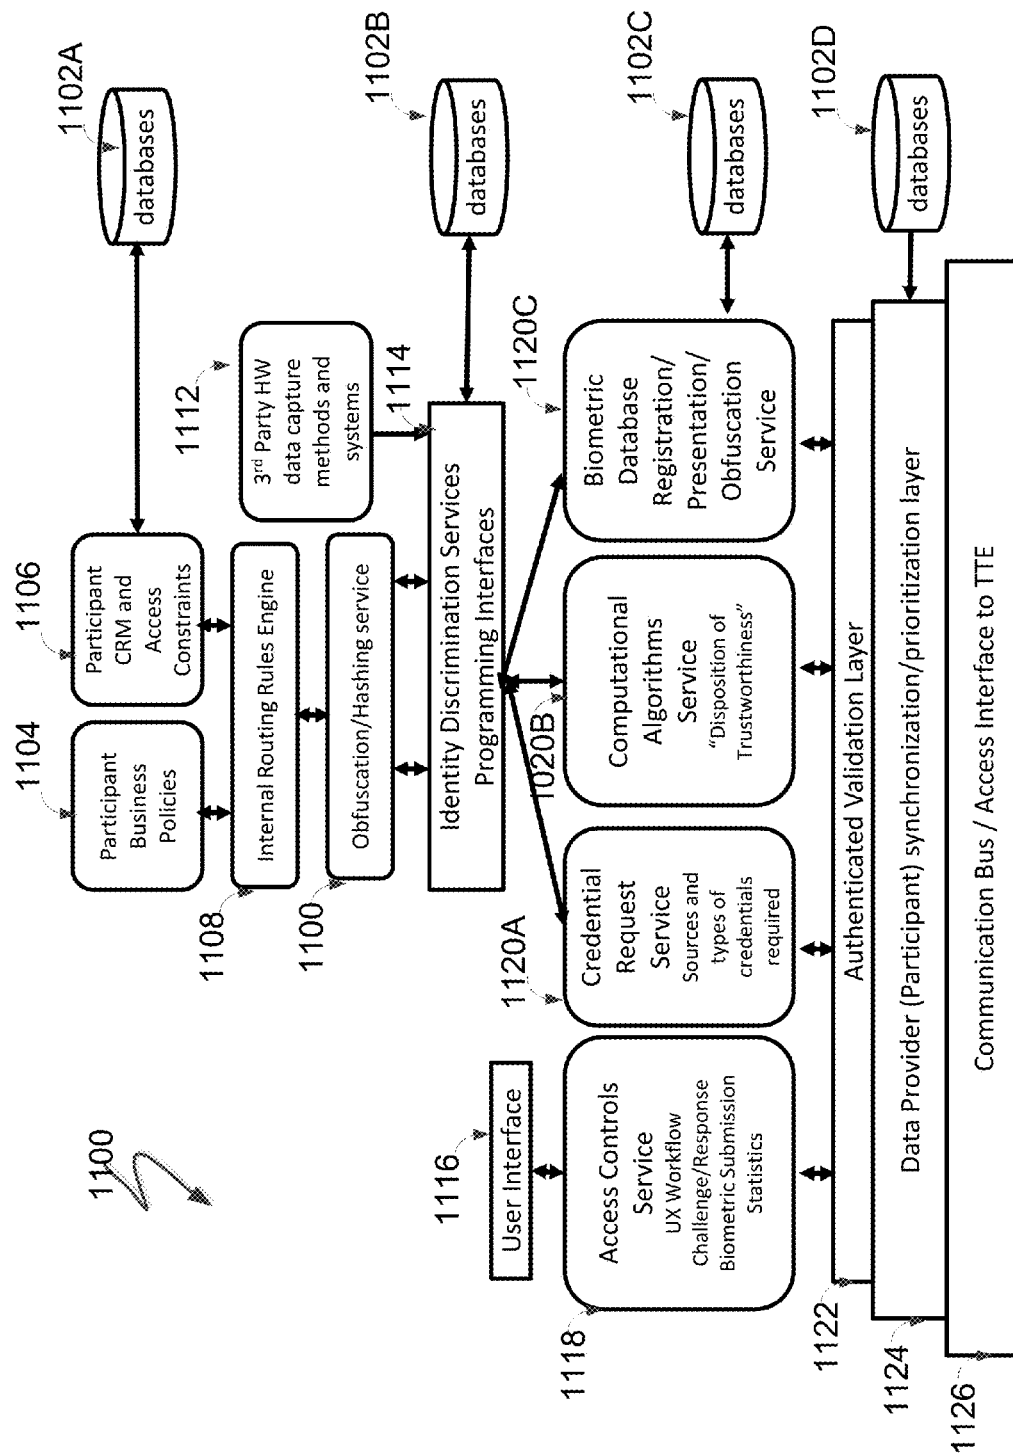 1100
1104
Participant
Business
Policies
1106
Participant
CRM and
Access
Constraints
1102A
databases
1108
Internal Routing Rules Engine
1112
3rd Party HW
data capture
methods and
systems
1100
Obfuscation/Hashing service
1114
Identity Discrimination Services
Programming Interfaces
1102B
databases
1116
User Interface
1118
Access Controls
Service
UX Workflow
Challenge/Response
Biometric Submission
Statistics
1120A
Credential
Request
Service
Sources and
types of
credentials
required
1020B
Computational
Algorithms
Service
“Disposition of
Trustworthiness”
1120C
Biometric
Database
Registration/
Presentation/
Obfuscation
Service
1102C
databases
1122
Authenticated Validation Layer
1124
Data Provider (Participant) synchronization/prioritization layer
1102D
databases
1126
Communication Bus / Access Interface to TTE